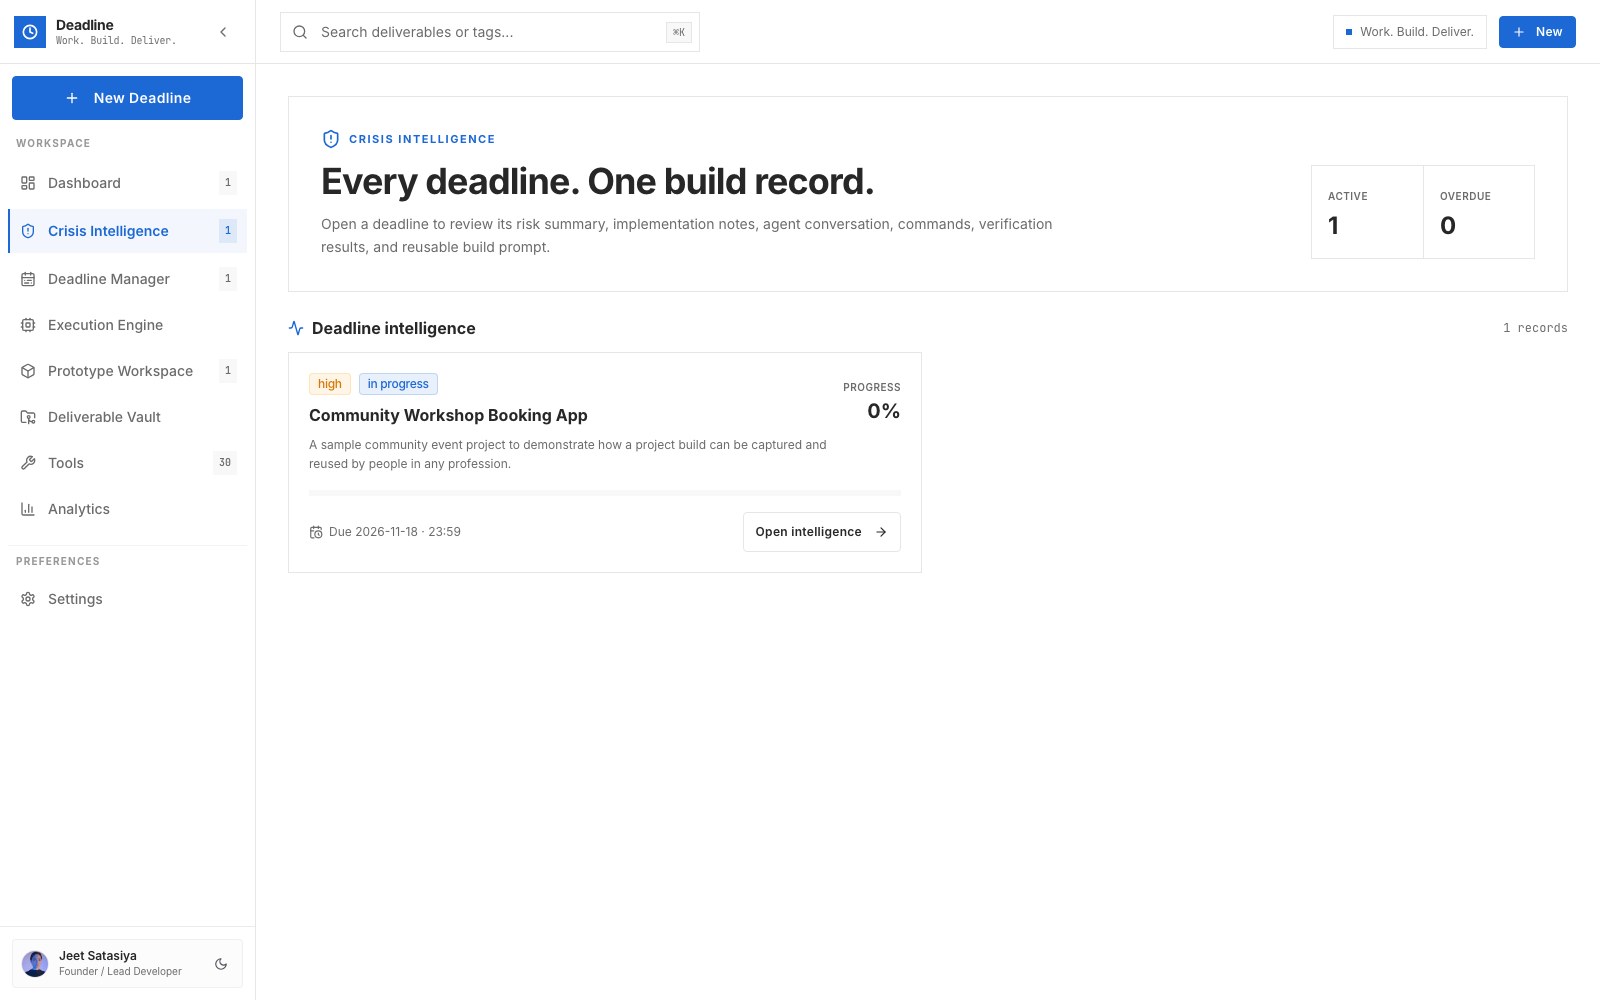 Deadline
Work. Build. Deliver.
New Deadline
WORKSPACE
Dashboard 1
Crisis Intelligence 1
Deadline Manager 1
Execution Engine
Prototype Workspace 1
Deliverable Vault
Tools 30
Analytics
PREFERENCES
Settings
Jeet Satasiya
Founder / Lead Developer
Search deliverables or tags... ⌘K
Work. Build. Deliver.
New
CRISIS INTELLIGENCE
Every deadline. One build record.
Open a deadline to review its risk summary, implementation notes, agent conversation, commands, verification
results, and reusable build prompt.
ACTIVE
1
OVERDUE
0
Deadline intelligence
1 records
high in progress
Community Workshop Booking App
A sample community event project to demonstrate how a project build can be captured and
reused by people in any profession.
PROGRESS
0%
Due 2026-11-18 · 23:59
Open intelligence